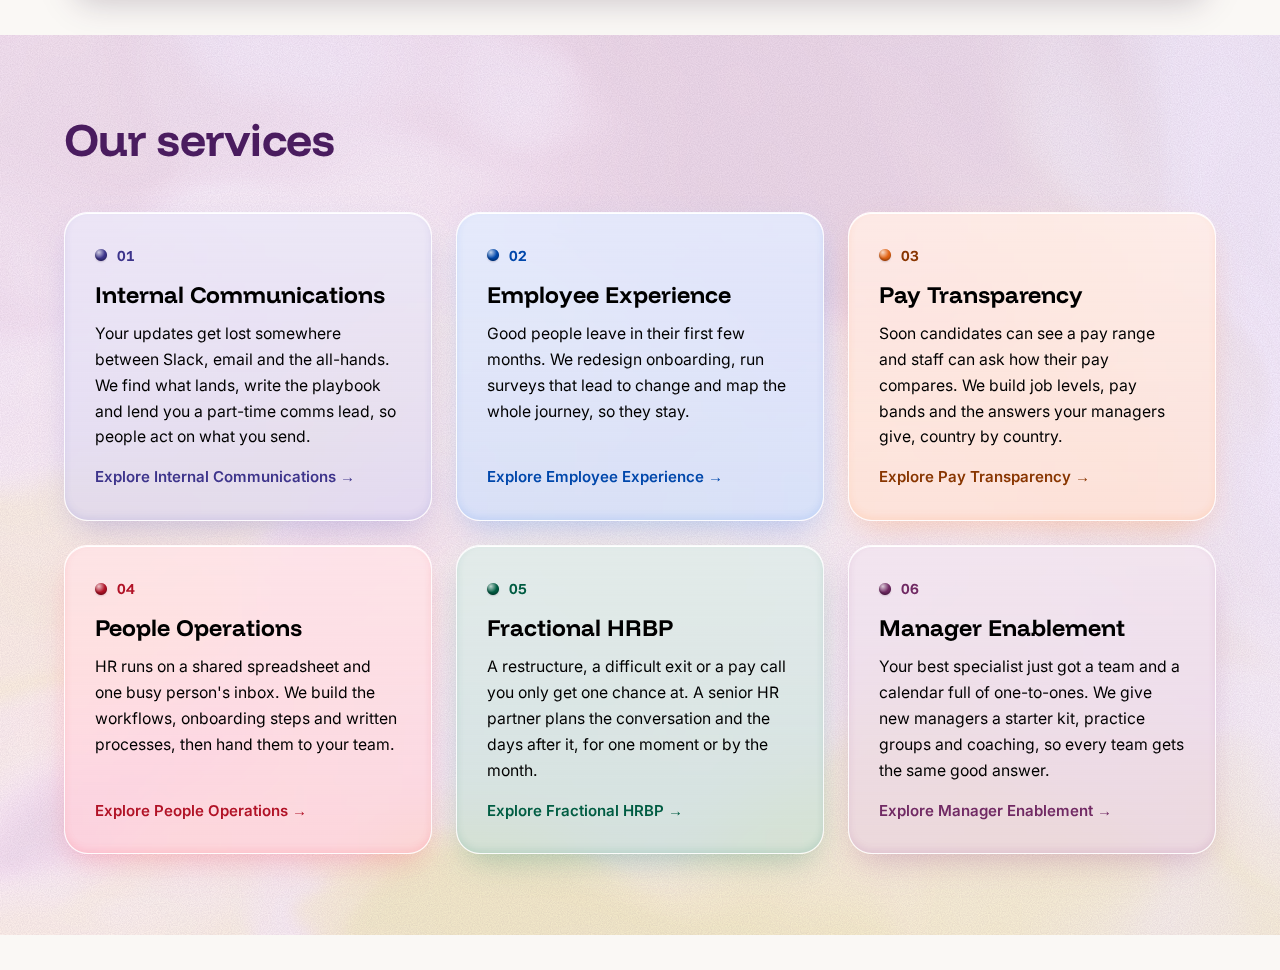 Our services
01
Internal Communications
Your updates get lost somewhere
between Slack, email and the all-hands.
We find what lands, write the playbook
and lend you a part-time comms lead, so
people act on what you send.
Explore Internal Communications →
02
Employee Experience
Good people leave in their first few
months. We redesign onboarding, run
surveys that lead to change and map the
whole journey, so they stay.
Explore Employee Experience →
03
Pay Transparency
Soon candidates can see a pay range
and staff can ask how their pay
compares. We build job levels, pay
bands and the answers your managers
give, country by country.
Explore Pay Transparency →
04
People Operations
HR runs on a shared spreadsheet and
one busy person's inbox. We build the
workflows, onboarding steps and written
processes, then hand them to your team.
Explore People Operations →
05
Fractional HRBP
A restructure, a difficult exit or a pay call
you only get one chance at. A senior HR
partner plans the conversation and the
days after it, for one moment or by the
month.
Explore Fractional HRBP →
06
Manager Enablement
Your best specialist just got a team and a
calendar full of one-to-ones. We give
new managers a starter kit, practice
groups and coaching, so every team gets
the same good answer.
Explore Manager Enablement →